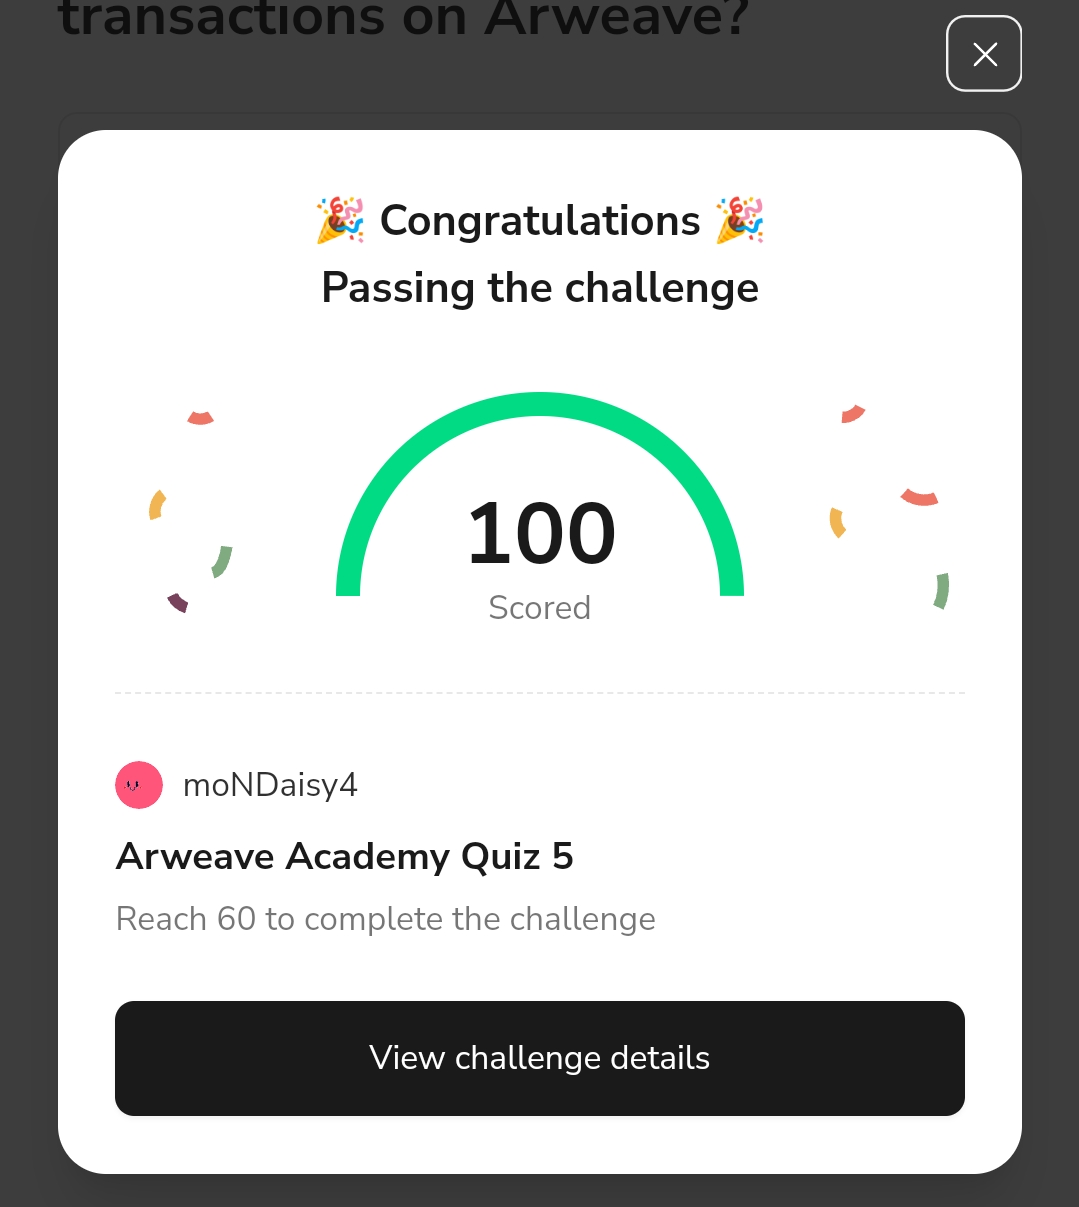 transactions on Arweave?
🎉 Congratulations 🎉
Passing the challenge
100
Scored
moNDaisy4
Arweave Academy Quiz 5
Reach 60 to complete the challenge
View challenge details